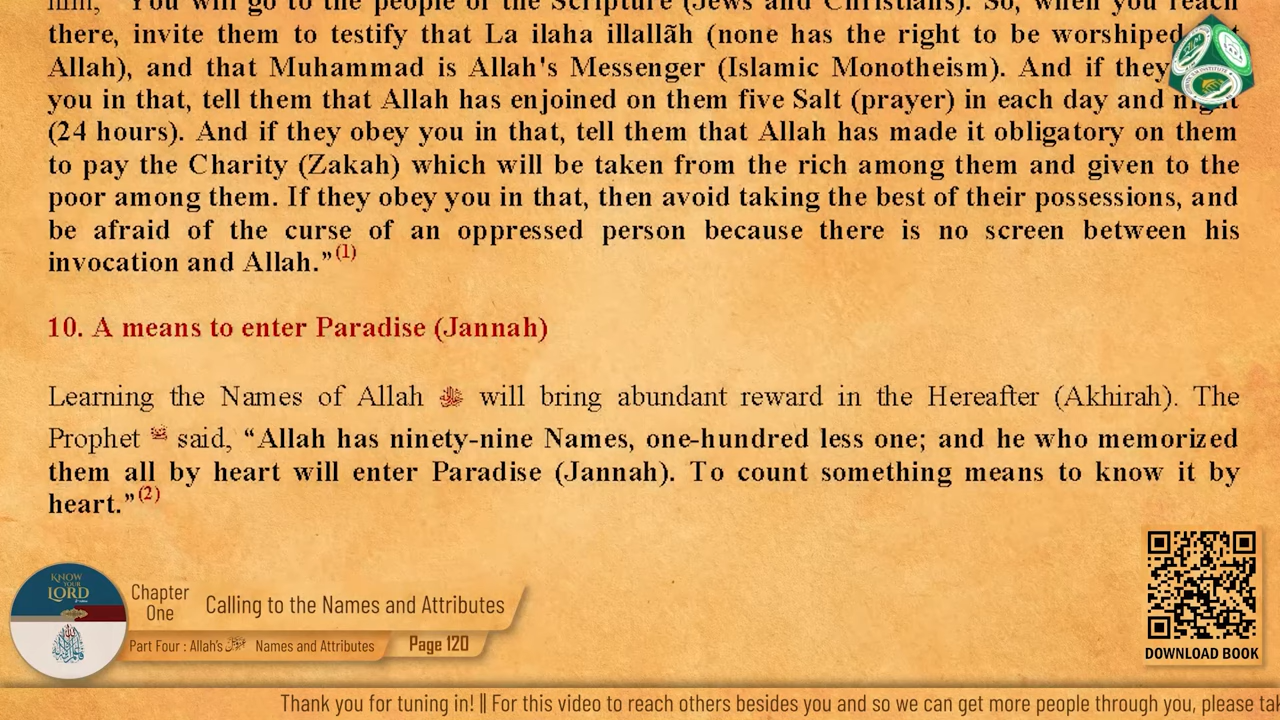 him, "You will go to the people of the Scripture (Jews and Christians). So, when you reach
there, invite them to testify that La ilaha illallãh (none has the right to be worshiped
Allah), and that Muhammad is Allah's Messenger (Islamic Monotheism). And if they
you in that, tell them that Allah has enjoined on them five Salt (prayer) in each day and night
(24 hours). And if they obey you in that, tell them that Allah has made it obligatory on them
to pay the Charity (Zakah) which will be taken from the rich among them and given to the
poor among them. If they obey you in that, then avoid taking the best of their possessions, and
be afraid of the curse of an oppressed person because there is no screen between his
invocation and Allah.”(1)
10. A means to enter Paradise (Jannah)
Learning the Names of Allah ﷻ will bring abundant reward in the Hereafter (Akhirah). The
Prophet ﷺ said, “Allah has ninety-nine Names, one-hundred less one; and he who memorized
them all by heart will enter Paradise (Jannah). To count something means to know it by
heart.”(2)
KNOW
YOUR
LORD
Chapter
One
Calling to the Names and Attributes
Part Four : Allah's ﷻ Names and Attributes
Page 120
DOWNLOAD BOOK
Thank you for tuning in! || For this video to reach others besides you and so we can get more people through you, please ta